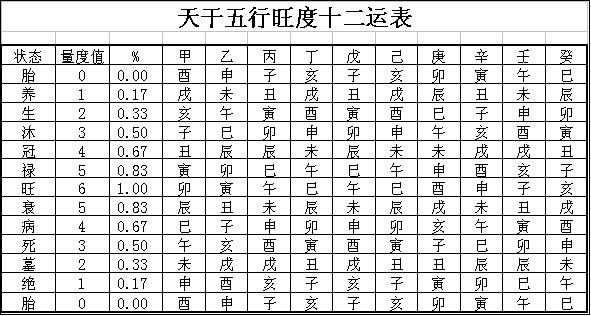 天干五行旺度十二运表
状态 量度值 % 甲 乙 丙 丁 戊 己 庚 辛 壬 癸
胎 0 0.00 酉 申 子 亥 子 亥 卯 寅 午 巳
养 1 0.17 戌 未 丑 戌 丑 戌 辰 丑 未 辰
生 2 0.33 亥 午 寅 酉 寅 酉 巳 子 申 卯
沐 3 0.50 子 巳 卯 申 卯 申 午 亥 酉 寅
冠 4 0.67 丑 辰 辰 未 辰 未 未 戌 戌 丑
禄 5 0.83 寅 卯 巳 午 巳 午 申 酉 亥 子
旺 6 1.00 卯 寅 午 巳 午 巳 酉 申 子 亥
衰 5 0.83 辰 丑 未 辰 未 辰 戌 未 丑 戌
病 4 0.67 巳 子 申 卯 申 卯 亥 午 寅 酉
死 3 0.50 午 亥 酉 寅 酉 寅 子 巳 卯 申
墓 2 0.33 未 戌 戌 丑 戌 丑 丑 辰 辰 未
绝 1 0.17 申 酉 亥 子 亥 子 寅 卯 巳 午
胎 0 0.00 酉 申 子 亥 子 亥 卯 寅 午 巳